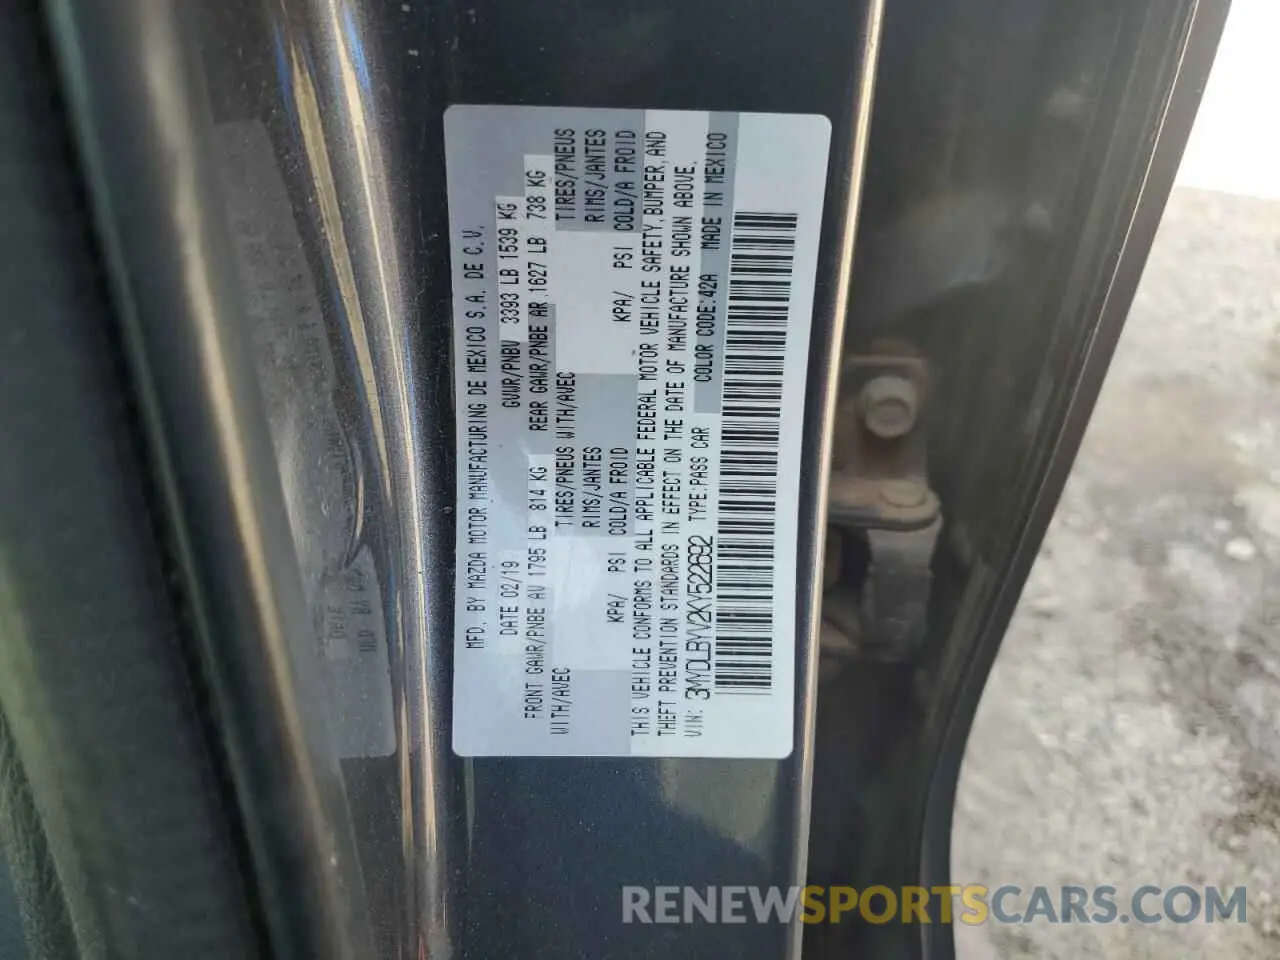 MFD. BY MAZDA MOTOR MANUFACTURING DE MEXICO S.A. DE C.V.
DATE 02/19 GVWR/PNBV 3393 LB 1539 KG
FRONT GAWR/PNBE AV 1795 LB 814 KG REAR GAWR/PNBE AR 1627 LB 738 KG
WITH/AVEC TIRES/PNEUS WITH/AVEC TIRES/PNEUS
RIMS/JANTES RIMS/JANTES
KPA/ PSI COLD/A FROID KPA/ PSI COLD/A FROID
THIS VEHICLE CONFORMS TO ALL APPLICABLE FEDERAL MOTOR VEHICLE SAFETY, BUMPER, AND
THEFT PREVENTION STANDARDS IN EFFECT ON THE DATE OF MANUFACTURE SHOWN ABOVE.
VIN: 3MYDLBYV2KY522692 TYPE:PASS CAR COLOR CODE:42A MADE IN MEXICO
RENEWSPORTSCARS.COM